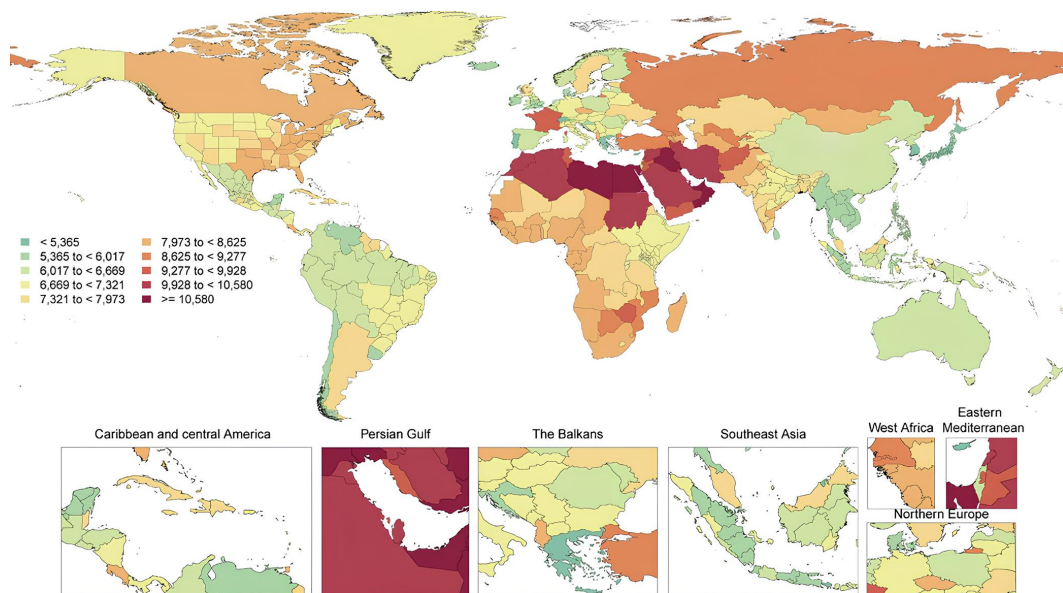 < 5,365
5,365 to < 6,017
6,017 to < 6,669
6,669 to < 7,321
7,321 to < 7,973
7,973 to < 8,625
8,625 to < 9,277
9,277 to < 9,928
9,928 to < 10,580
>= 10,580
Caribbean and central America
Persian Gulf
The Balkans
Southeast Asia
West Africa
Eastern
Mediterranean
Northern Europe